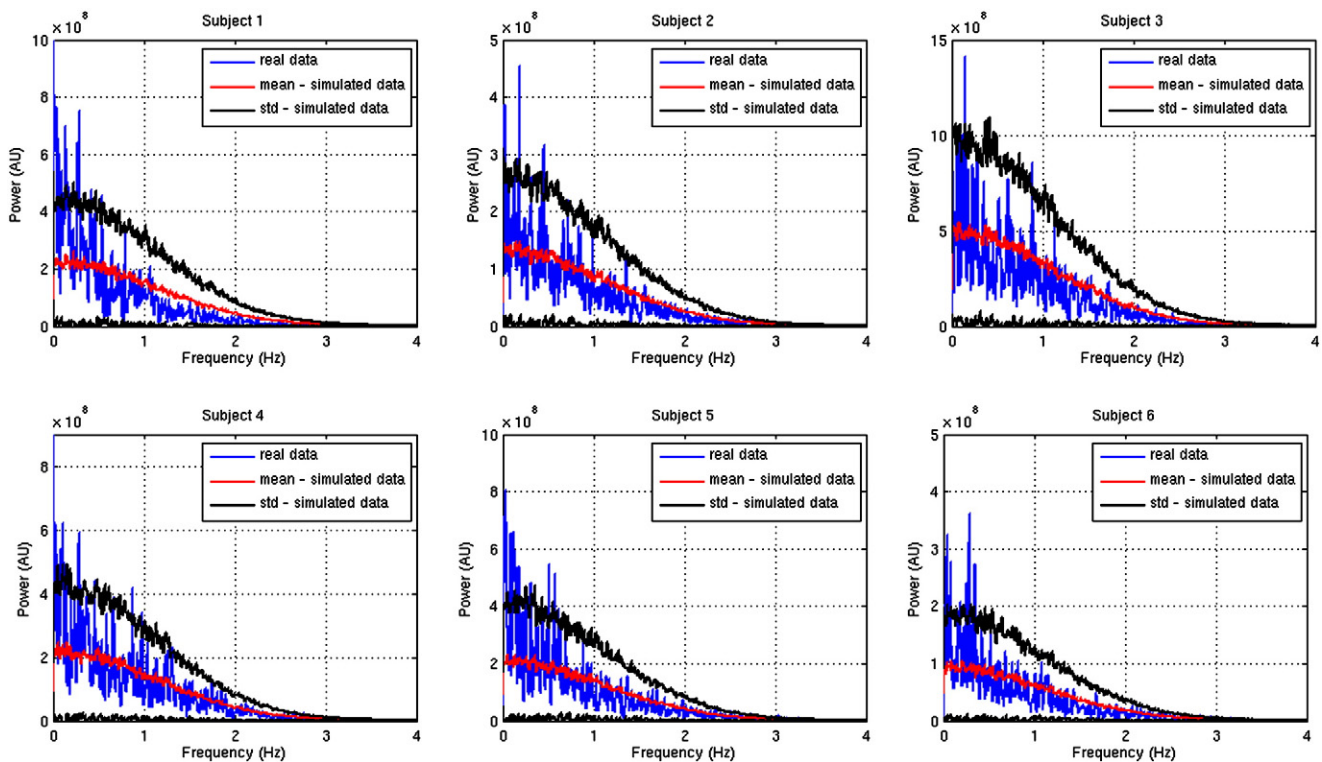 Subject 1
× 10 8
10
8
6
4
2
0
0 1 2 3 4
Power (AU)
Frequency (Hz)
real data
mean - simulated data
std - simulated data
Subject 2
× 10 8
5
4
3
2
1
0
0 1 2 3 4
Power (AU)
Frequency (Hz)
real data
mean - simulated data
std - simulated data
Subject 3
× 10 8
15
10
5
0
0 1 2 3 4
Power (AU)
Frequency (Hz)
real data
mean - simulated data
std - simulated data
Subject 4
× 10 8
8
6
4
2
0
0 1 2 3 4
Power (AU)
Frequency (Hz)
real data
mean - simulated data
std - simulated data
Subject 5
× 10 8
10
8
6
4
2
0
0 1 2 3 4
Power (AU)
Frequency (Hz)
real data
mean - simulated data
std - simulated data
Subject 6
× 10 8
5
4
3
2
1
0
0 1 2 3 4
Power (AU)
Frequency (Hz)
real data
mean - simulated data
std - simulated data